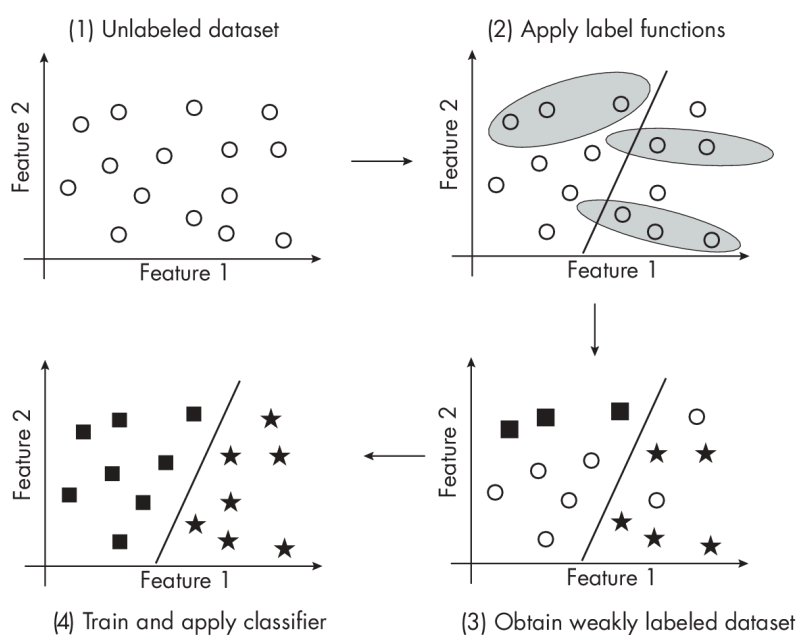 (1) Unlabeled dataset
Feature 2
Feature 1
(2) Apply label functions
Feature 2
Feature 1
Feature 2
Feature 1
(4) Train and apply classifier
Feature 2
Feature 1
(3) Obtain weakly labeled dataset